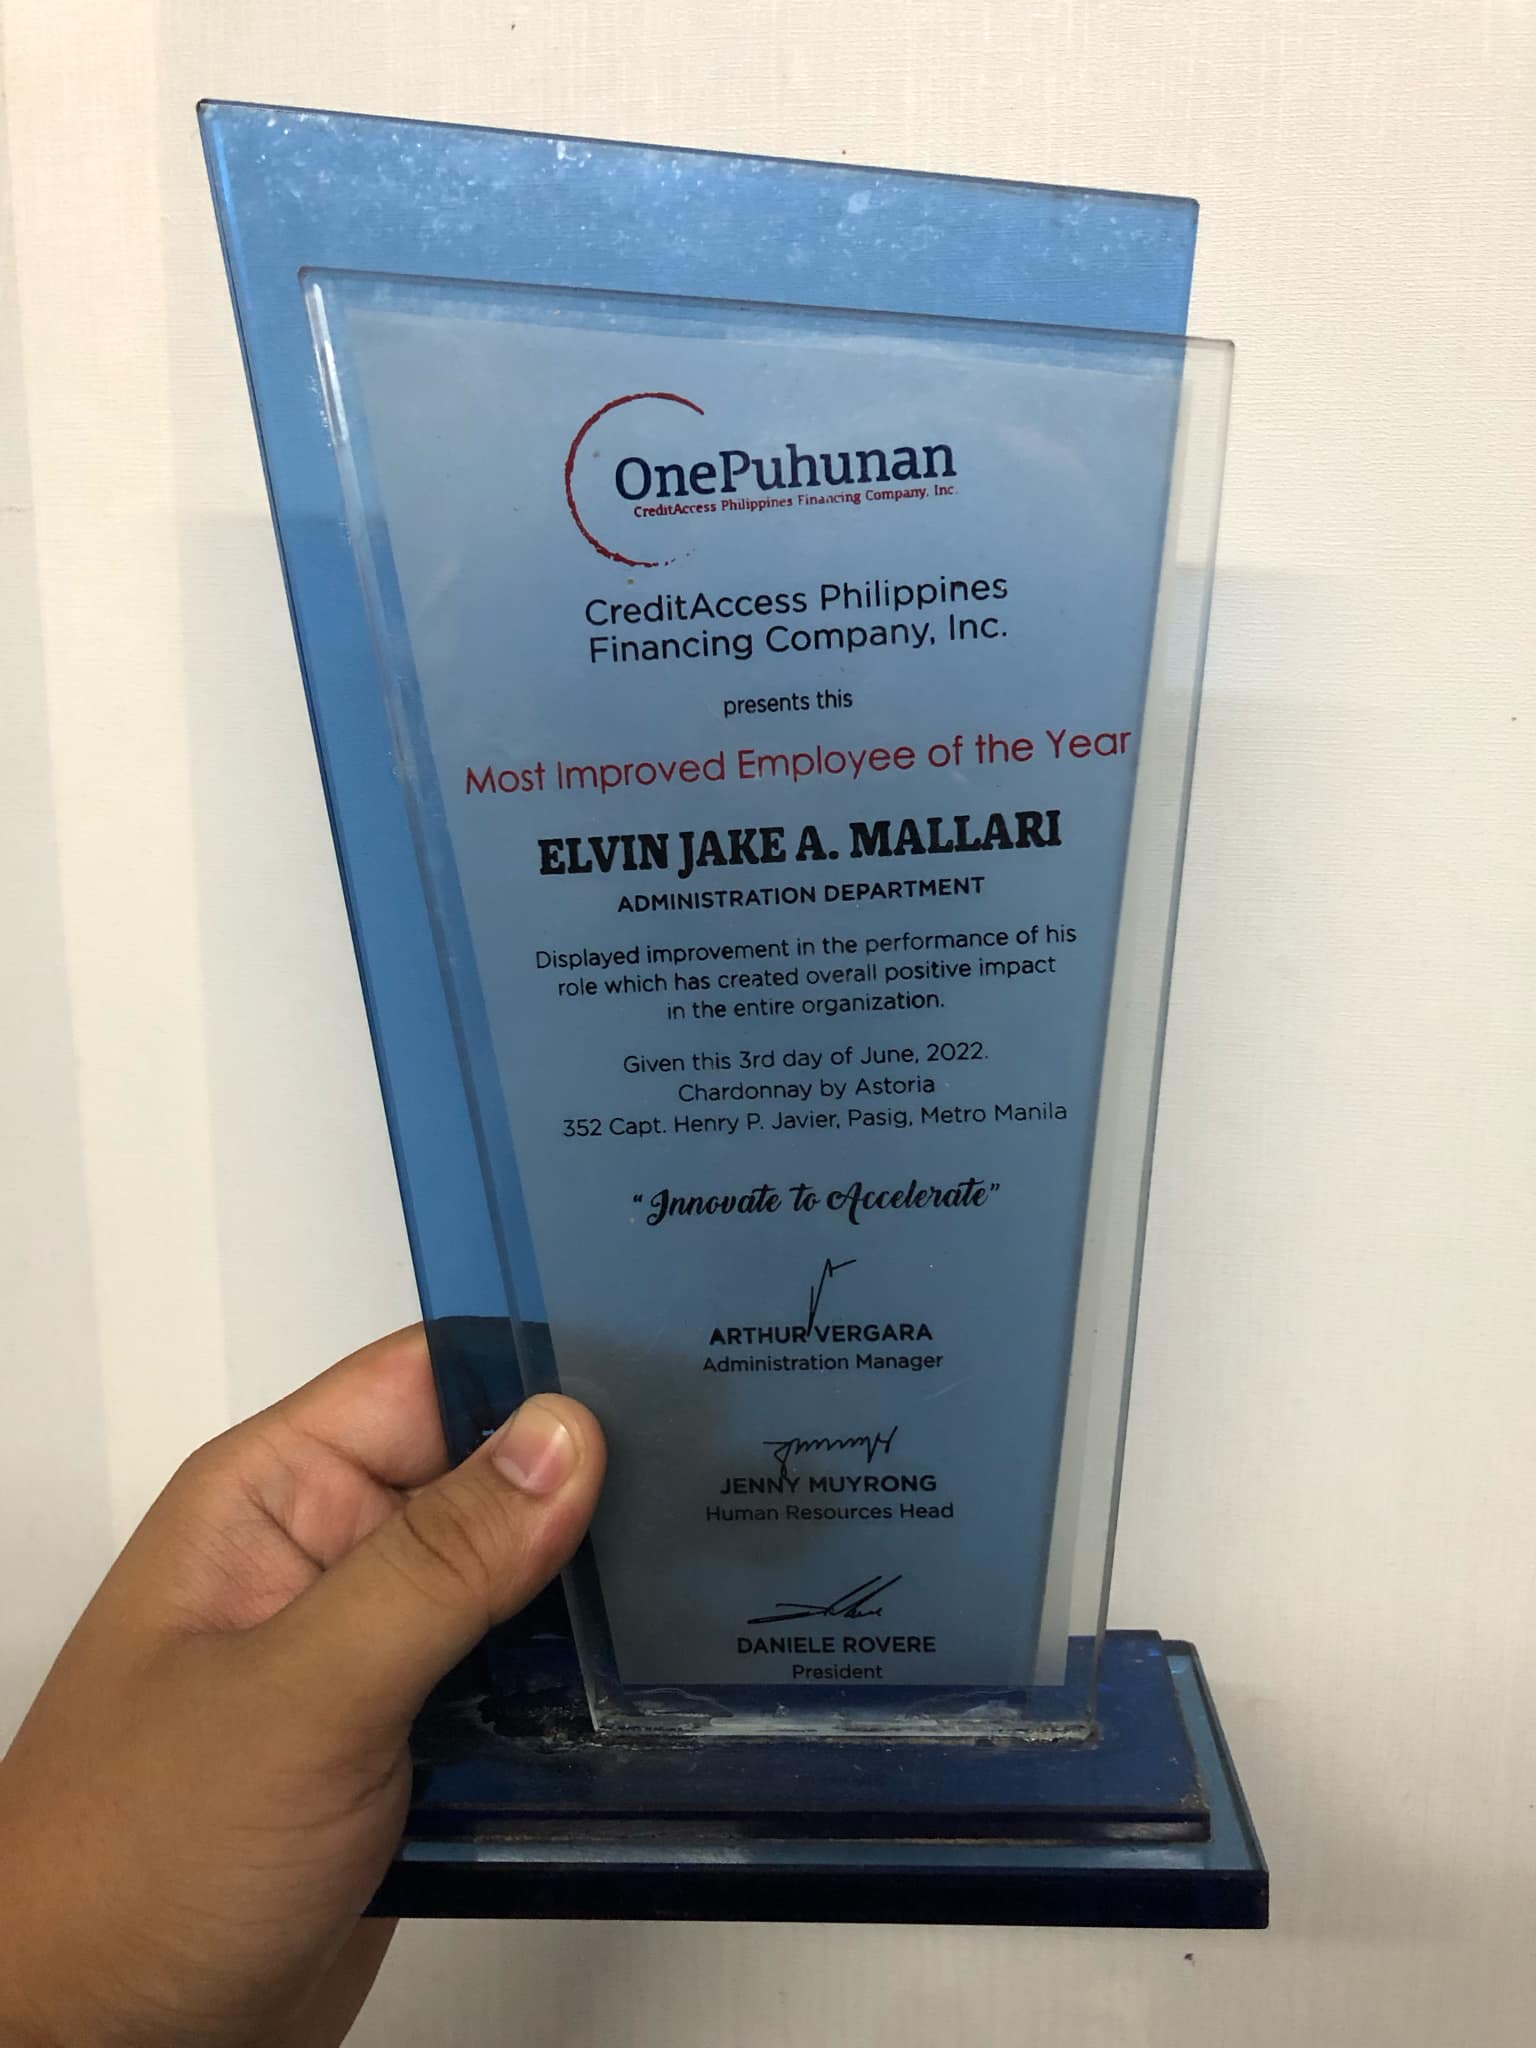 OnePuhunan
CreditAccess Philippines Financing Company, Inc.
CreditAccess Philippines
Financing Company, Inc.
presents this
Most Improved Employee of the Year
ELVIN JAKE A. MALLARI
ADMINISTRATION DEPARTMENT
Displayed improvement in the performance of his
role which has created overall positive impact
in the entire organization.
Given this 3rd day of June, 2022.
Chardonnay by Astoria
352 Capt. Henry P. Javier, Pasig, Metro Manila
"Innovate to Accelerate"
ARTHUR VERGARA
Administration Manager
JENNY MUYRONG
Human Resources Head
DANIELE ROVERE
President